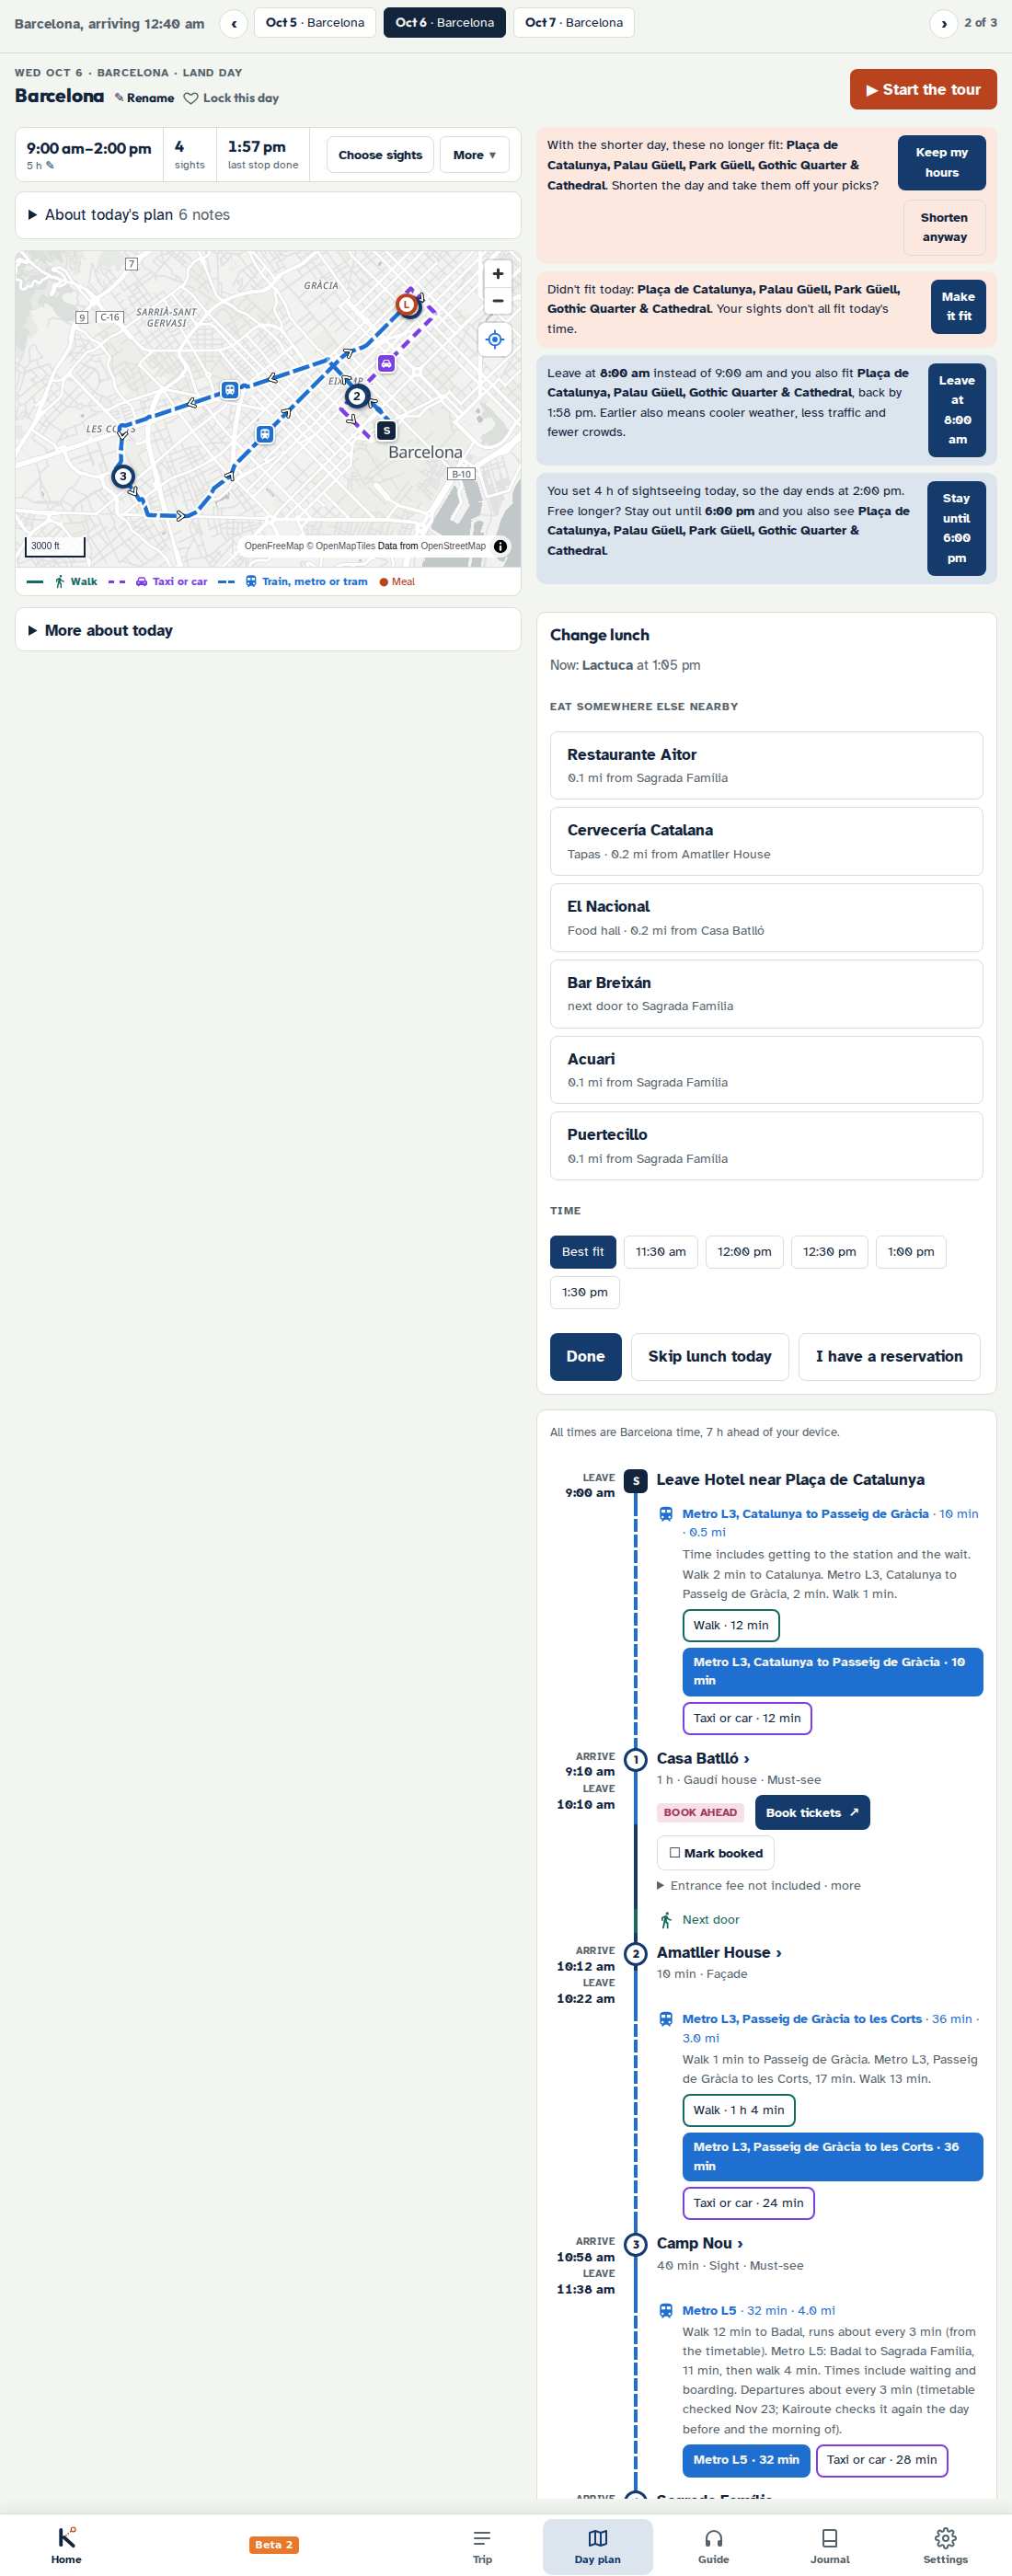 Barcelona, arriving 12:40 am
‹
Oct 5 · Barcelona
Oct 6 · Barcelona
Oct 7 · Barcelona
›
2 of 3
WED OCT 6 · BARCELONA · LAND DAY
Barcelona
✎ Rename
Lock this day
▶ Start the tour
9:00 am–2:00 pm
5 h ✎
4
sights
1:57 pm
last stop done
Choose sights
More ▼
▶ About today's plan 6 notes
7
GRÀCIA
9
C-16
SARRIÀ-SANT
GERVASI
L
2
S
3
Barcelona
B-10
+
−
3000 ft
OpenFreeMap © OpenMapTiles Data from OpenStreetMap
Walk
Taxi or car
Train, metro or tram
Meal
▶ More about today
With the shorter day, these no longer fit: Plaça de
Catalunya, Palau Güell, Park Güell, Gothic Quarter &
Cathedral. Shorten the day and take them off your picks?
Keep my
hours
Shorten
anyway
Didn't fit today: Plaça de Catalunya, Palau Güell, Park Güell,
Gothic Quarter & Cathedral. Your sights don't all fit today's
time.
Make
it fit
Leave at 8:00 am instead of 9:00 am and you also fit Plaça de
Catalunya, Palau Güell, Gothic Quarter & Cathedral, back by
1:58 pm. Earlier also means cooler weather, less traffic and
fewer crowds.
Leave
at
8:00
am
You set 4 h of sightseeing today, so the day ends at 2:00 pm.
Free longer? Stay out until 6:00 pm and you also see Plaça de
Catalunya, Palau Güell, Park Güell, Gothic Quarter &
Cathedral.
Stay
until
6:00
pm
Change lunch
Now: Lactuca at 1:05 pm
EAT SOMEWHERE ELSE NEARBY
Restaurante Aitor
0.1 mi from Sagrada Família
Cervecería Catalana
Tapas · 0.2 mi from Amatller House
El Nacional
Food hall · 0.2 mi from Casa Batlló
Bar Breixán
next door to Sagrada Família
Acuari
0.1 mi from Sagrada Família
Puertecillo
0.1 mi from Sagrada Família
TIME
Best fit
11:30 am
12:00 pm
12:30 pm
1:00 pm
1:30 pm
Done
Skip lunch today
I have a reservation
All times are Barcelona time, 7 h ahead of your device.
LEAVE
9:00 am
S
Leave Hotel near Plaça de Catalunya
Metro L3, Catalunya to Passeig de Gràcia · 10 min
· 0.5 mi
Time includes getting to the station and the wait.
Walk 2 min to Catalunya. Metro L3, Catalunya to
Passeig de Gràcia, 2 min. Walk 1 min.
Walk · 12 min
Metro L3, Catalunya to Passeig de Gràcia · 10
min
Taxi or car · 12 min
ARRIVE
9:10 am
LEAVE
10:10 am
1
Casa Batlló ›
1 h · Gaudí house · Must-see
BOOK AHEAD
Book tickets ↗
☐ Mark booked
▶ Entrance fee not included · more
Next door
ARRIVE
10:12 am
LEAVE
10:22 am
2
Amatller House ›
10 min · Façade
Metro L3, Passeig de Gràcia to les Corts · 36 min ·
3.0 mi
Walk 1 min to Passeig de Gràcia. Metro L3, Passeig
de Gràcia to les Corts, 17 min. Walk 13 min.
Walk · 1 h 4 min
Metro L3, Passeig de Gràcia to les Corts · 36
min
Taxi or car · 24 min
ARRIVE
10:58 am
LEAVE
11:38 am
3
Camp Nou ›
40 min · Sight · Must-see
Metro L5 · 32 min · 4.0 mi
Walk 12 min to Badal, runs about every 3 min (from
the timetable). Metro L5: Badal to Sagrada Família,
11 min, then walk 4 min. Times include waiting and
boarding. Departures about every 3 min (timetable
checked Nov 23; Kairoute checks it again the day
before and the morning of).
Metro L5 · 32 min
Taxi or car · 28 min
Home
Beta 2
Trip
Day plan
Guide
Journal
Settings